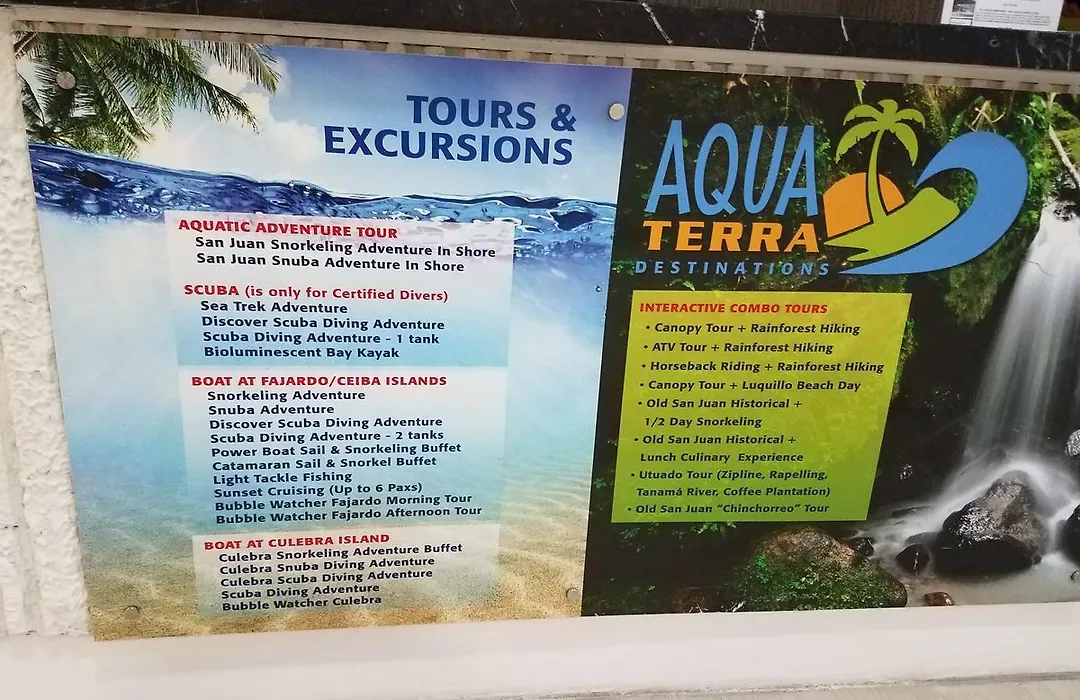 TOURS &
EXCURSIONS
AQUATIC ADVENTURE TOUR
San Juan Snorkeling Adventure In Shore
San Juan Snuba Adventure In Shore
SCUBA (is only for Certified Divers)
Sea Trek Adventure
Discover Scuba Diving Adventure
Scuba Diving Adventure - 1 tank
Bioluminescent Bay Kayak
BOAT AT FAJARDO/CEIBA ISLANDS
Snorkeling Adventure
Snuba Adventure
Discover Scuba Diving Adventure
Scuba Diving Adventure - 2 tanks
Power Boat Sail & Snorkeling Buffet
Catamaran Sail & Snorkel Buffet
Light Tackle Fishing
Sunset Cruising (Up to 6 Paxs)
Bubble Watcher Fajardo Morning Tour
Bubble Watcher Fajardo Afternoon Tour
BOAT AT CULEBRA ISLAND
Culebra Snorkeling Adventure Buffet
Culebra Snuba Diving Adventure
Culebra Scuba Diving Adventure
Scuba Diving Adventure
Bubble Watcher Culebra
AQUA
TERRA
DESTINATIONS
INTERACTIVE COMBO TOURS
• Canopy Tour + Rainforest Hiking
• ATV Tour + Rainforest Hiking
• Horseback Riding + Rainforest Hiking
• Canopy Tour + Luquillo Beach Day
• Old San Juan Historical +
1/2 Day Snorkeling
• Old San Juan Historical +
Lunch Culinary Experience
• Utuado Tour (Zipline, Rapelling,
Tanamá River, Coffee Plantation)
• Old San Juan "Chinchorreo" Tour